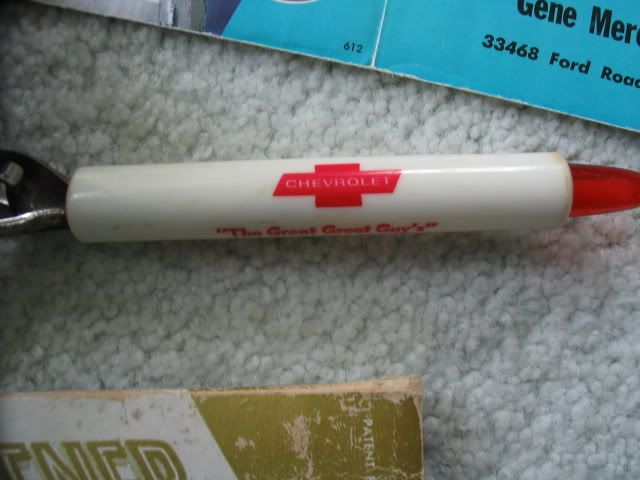 Gene Merc
33468 Ford Road
612
CHEVROLET
"The Great Great Guy's"
PATENT